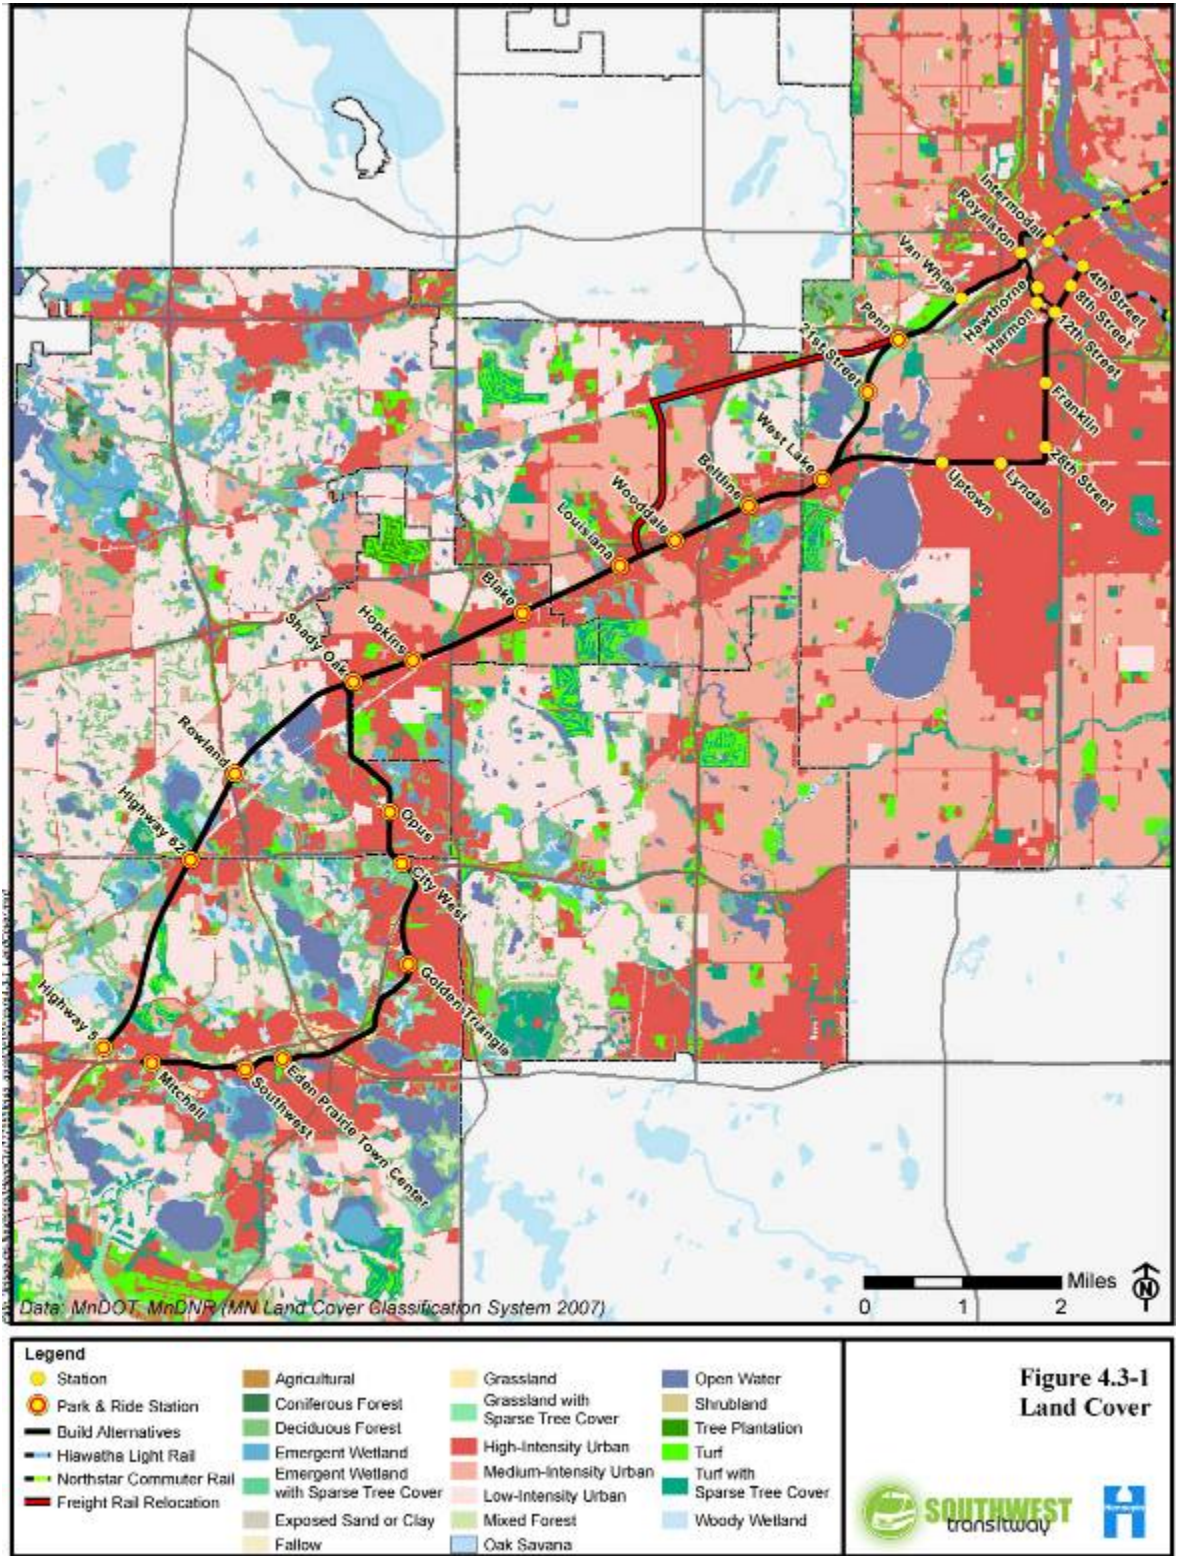 Intermodal
Royalston
Van White
Hawthorne
Harmon
4th Street
8th Street
12th Street
Penn
21st Street
Franklin
West Lake
28th Street
Uptown
Lyndale
Beltline
Wooddale
Louisiana
Blake
Hopkins
Shady Oak
Rowland
Opus
Highway 62
City West
Golden Triangle
Highway 5
Mitchell
Southwest
Eden Prairie Town Center
Miles
N
0 1 2
Data: MnDOT, MnDNR (MN Land Cover Classification System 2007)
Legend
Station
Park & Ride Station
Build Alternatives
Hiawatha Light Rail
Northstar Commuter Rail
Freight Rail Relocation
Agricultural
Coniferous Forest
Deciduous Forest
Emergent Wetland
Emergent Wetland
with Sparse Tree Cover
Exposed Sand or Clay
Fallow
Grassland
Grassland with
Sparse Tree Cover
High-Intensity Urban
Medium-Intensity Urban
Low-Intensity Urban
Mixed Forest
Oak Savana
Open Water
Shrubland
Tree Plantation
Turf
Turf with
Sparse Tree Cover
Woody Wetland
Figure 4.3-1
Land Cover
SOUTHWEST
transitway
Hennepin